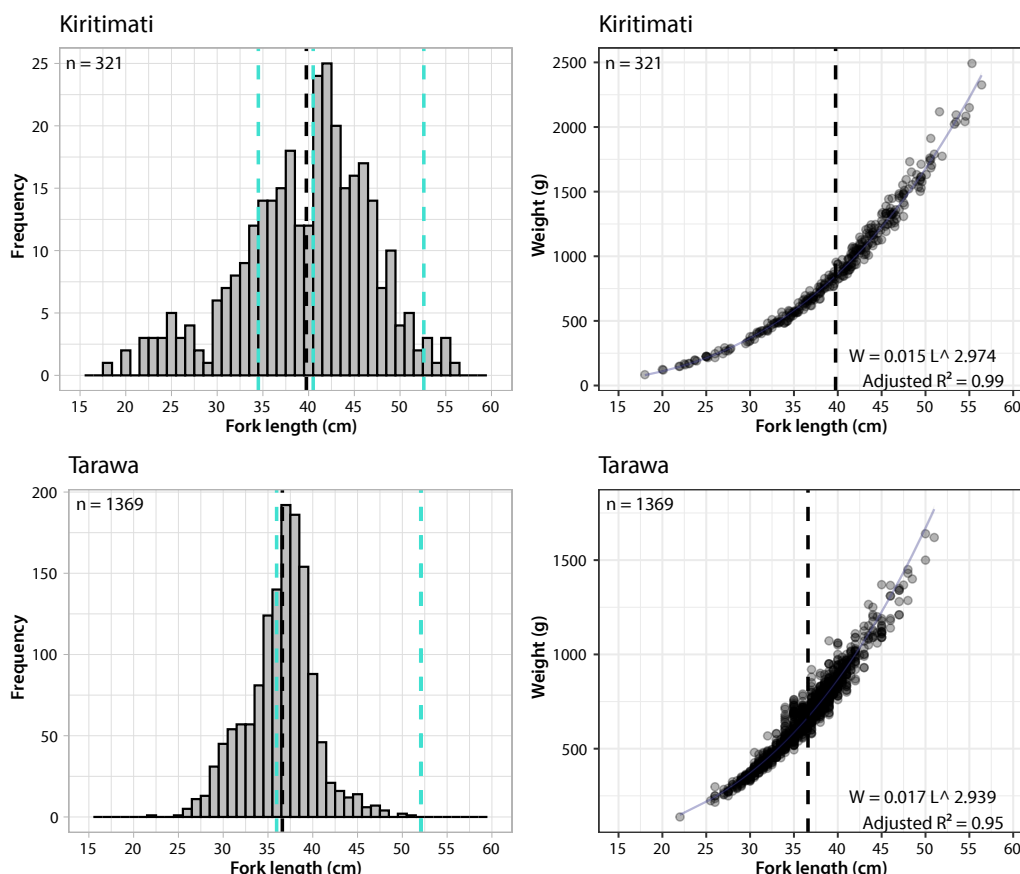 Kiritimati
n = 321
25
20
15
10
5
0
Frequency
15 20 25 30 35 40 45 50 55 60
Fork length (cm)
n = 321
2500
2000
1500
1000
500
0
Weight (g)
W = 0.015 L^ 2.974
Adjusted R² = 0.99
15 20 25 30 35 40 45 50 55 60
Fork length (cm)
Tarawa
n = 1369
200
150
100
50
0
Frequency
15 20 25 30 35 40 45 50 55 60
Fork length (cm)
Tarawa
n = 1369
1500
1000
500
Weight (g)
W = 0.017 L^ 2.939
Adjusted R² = 0.95
15 20 25 30 35 40 45 50 55 60
Fork length (cm)